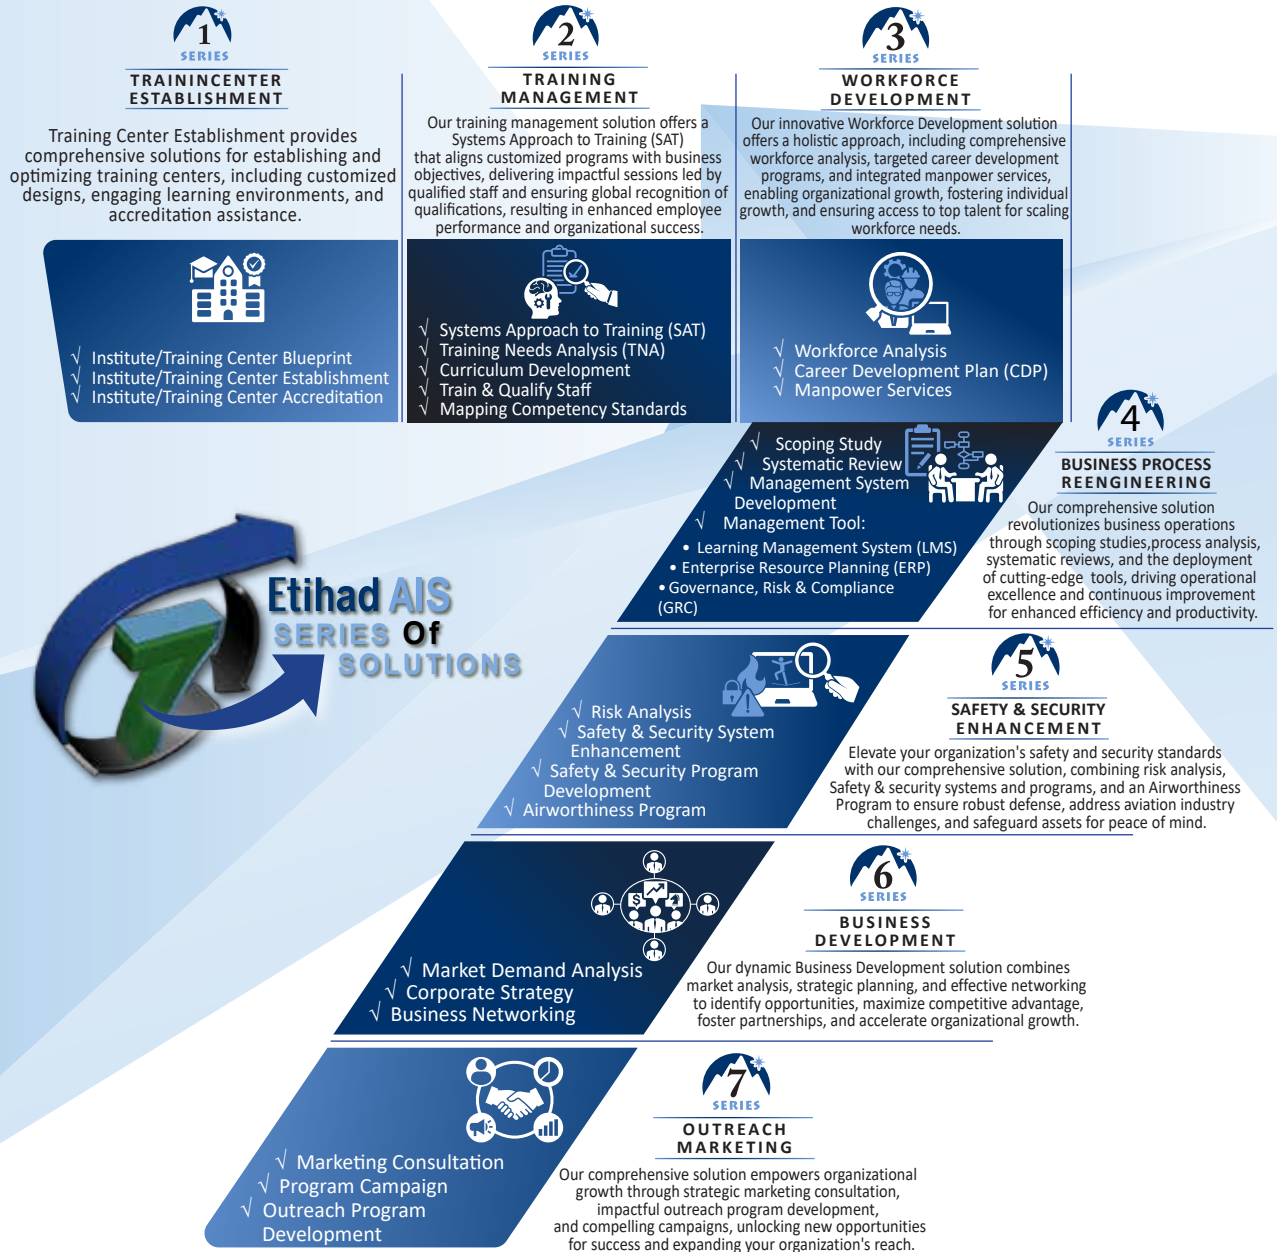 1
SERIES
TRAININCENTER
ESTABLISHMENT
Training Center Establishment provides
comprehensive solutions for establishing and
optimizing training centers, including customized
designs, engaging learning environments, and
accreditation assistance.
√ Institute/Training Center Blueprint
√ Institute/Training Center Establishment
√ Institute/Training Center Accreditation
2
SERIES
TRAINING
MANAGEMENT
Our training management solution offers a
Systems Approach to Training (SAT)
that aligns customized programs with business
objectives, delivering impactful sessions led by
qualified staff and ensuring global recognition of
qualifications, resulting in enhanced employee
performance and organizational success.
√ Systems Approach to Training (SAT)
√ Training Needs Analysis (TNA)
√ Curriculum Development
√ Train & Qualify Staff
√ Mapping Competency Standards
3
SERIES
WORKFORCE
DEVELOPMENT
Our innovative Workforce Development solution
offers a holistic approach, including comprehensive
workforce analysis, targeted career development
programs, and integrated manpower services,
enabling organizational growth, fostering individual
growth, and ensuring access to top talent for scaling
workforce needs.
√ Workforce Analysis
√ Career Development Plan (CDP)
√ Manpower Services
4
SERIES
BUSINESS PROCESS
REENGINEERING
Our comprehensive solution
revolutionizes business operations
through scoping studies,process analysis,
systematic reviews, and the deployment
of cutting-edge tools, driving operational
excellence and continuous improvement
for enhanced efficiency and productivity.
√ Scoping Study
√ Systematic Review
√ Management System
Development
√ Management Tool:
• Learning Management System (LMS)
• Enterprise Resource Planning (ERP)
• Governance, Risk & Compliance
(GRC)
7
Etihad AIS
SERIES Of
SOLUTIONS
5
SERIES
SAFETY & SECURITY
ENHANCEMENT
Elevate your organization's safety and security standards
with our comprehensive solution, combining risk analysis,
Safety & security systems and programs, and an Airworthiness
Program to ensure robust defense, address aviation industry
challenges, and safeguard assets for peace of mind.
√ Risk Analysis
√ Safety & Security System
Enhancement
√ Safety & Security Program
Development
√ Airworthiness Program
6
SERIES
BUSINESS
DEVELOPMENT
Our dynamic Business Development solution combines
market analysis, strategic planning, and effective networking
to identify opportunities, maximize competitive advantage,
foster partnerships, and accelerate organizational growth.
$
√ Market Demand Analysis
√ Corporate Strategy
√ Business Networking
7
SERIES
OUTREACH
MARKETING
Our comprehensive solution empowers organizational
growth through strategic marketing consultation,
impactful outreach program development,
and compelling campaigns, unlocking new opportunities
for success and expanding your organization's reach.
√ Marketing Consultation
√ Program Campaign
√ Outreach Program
Development